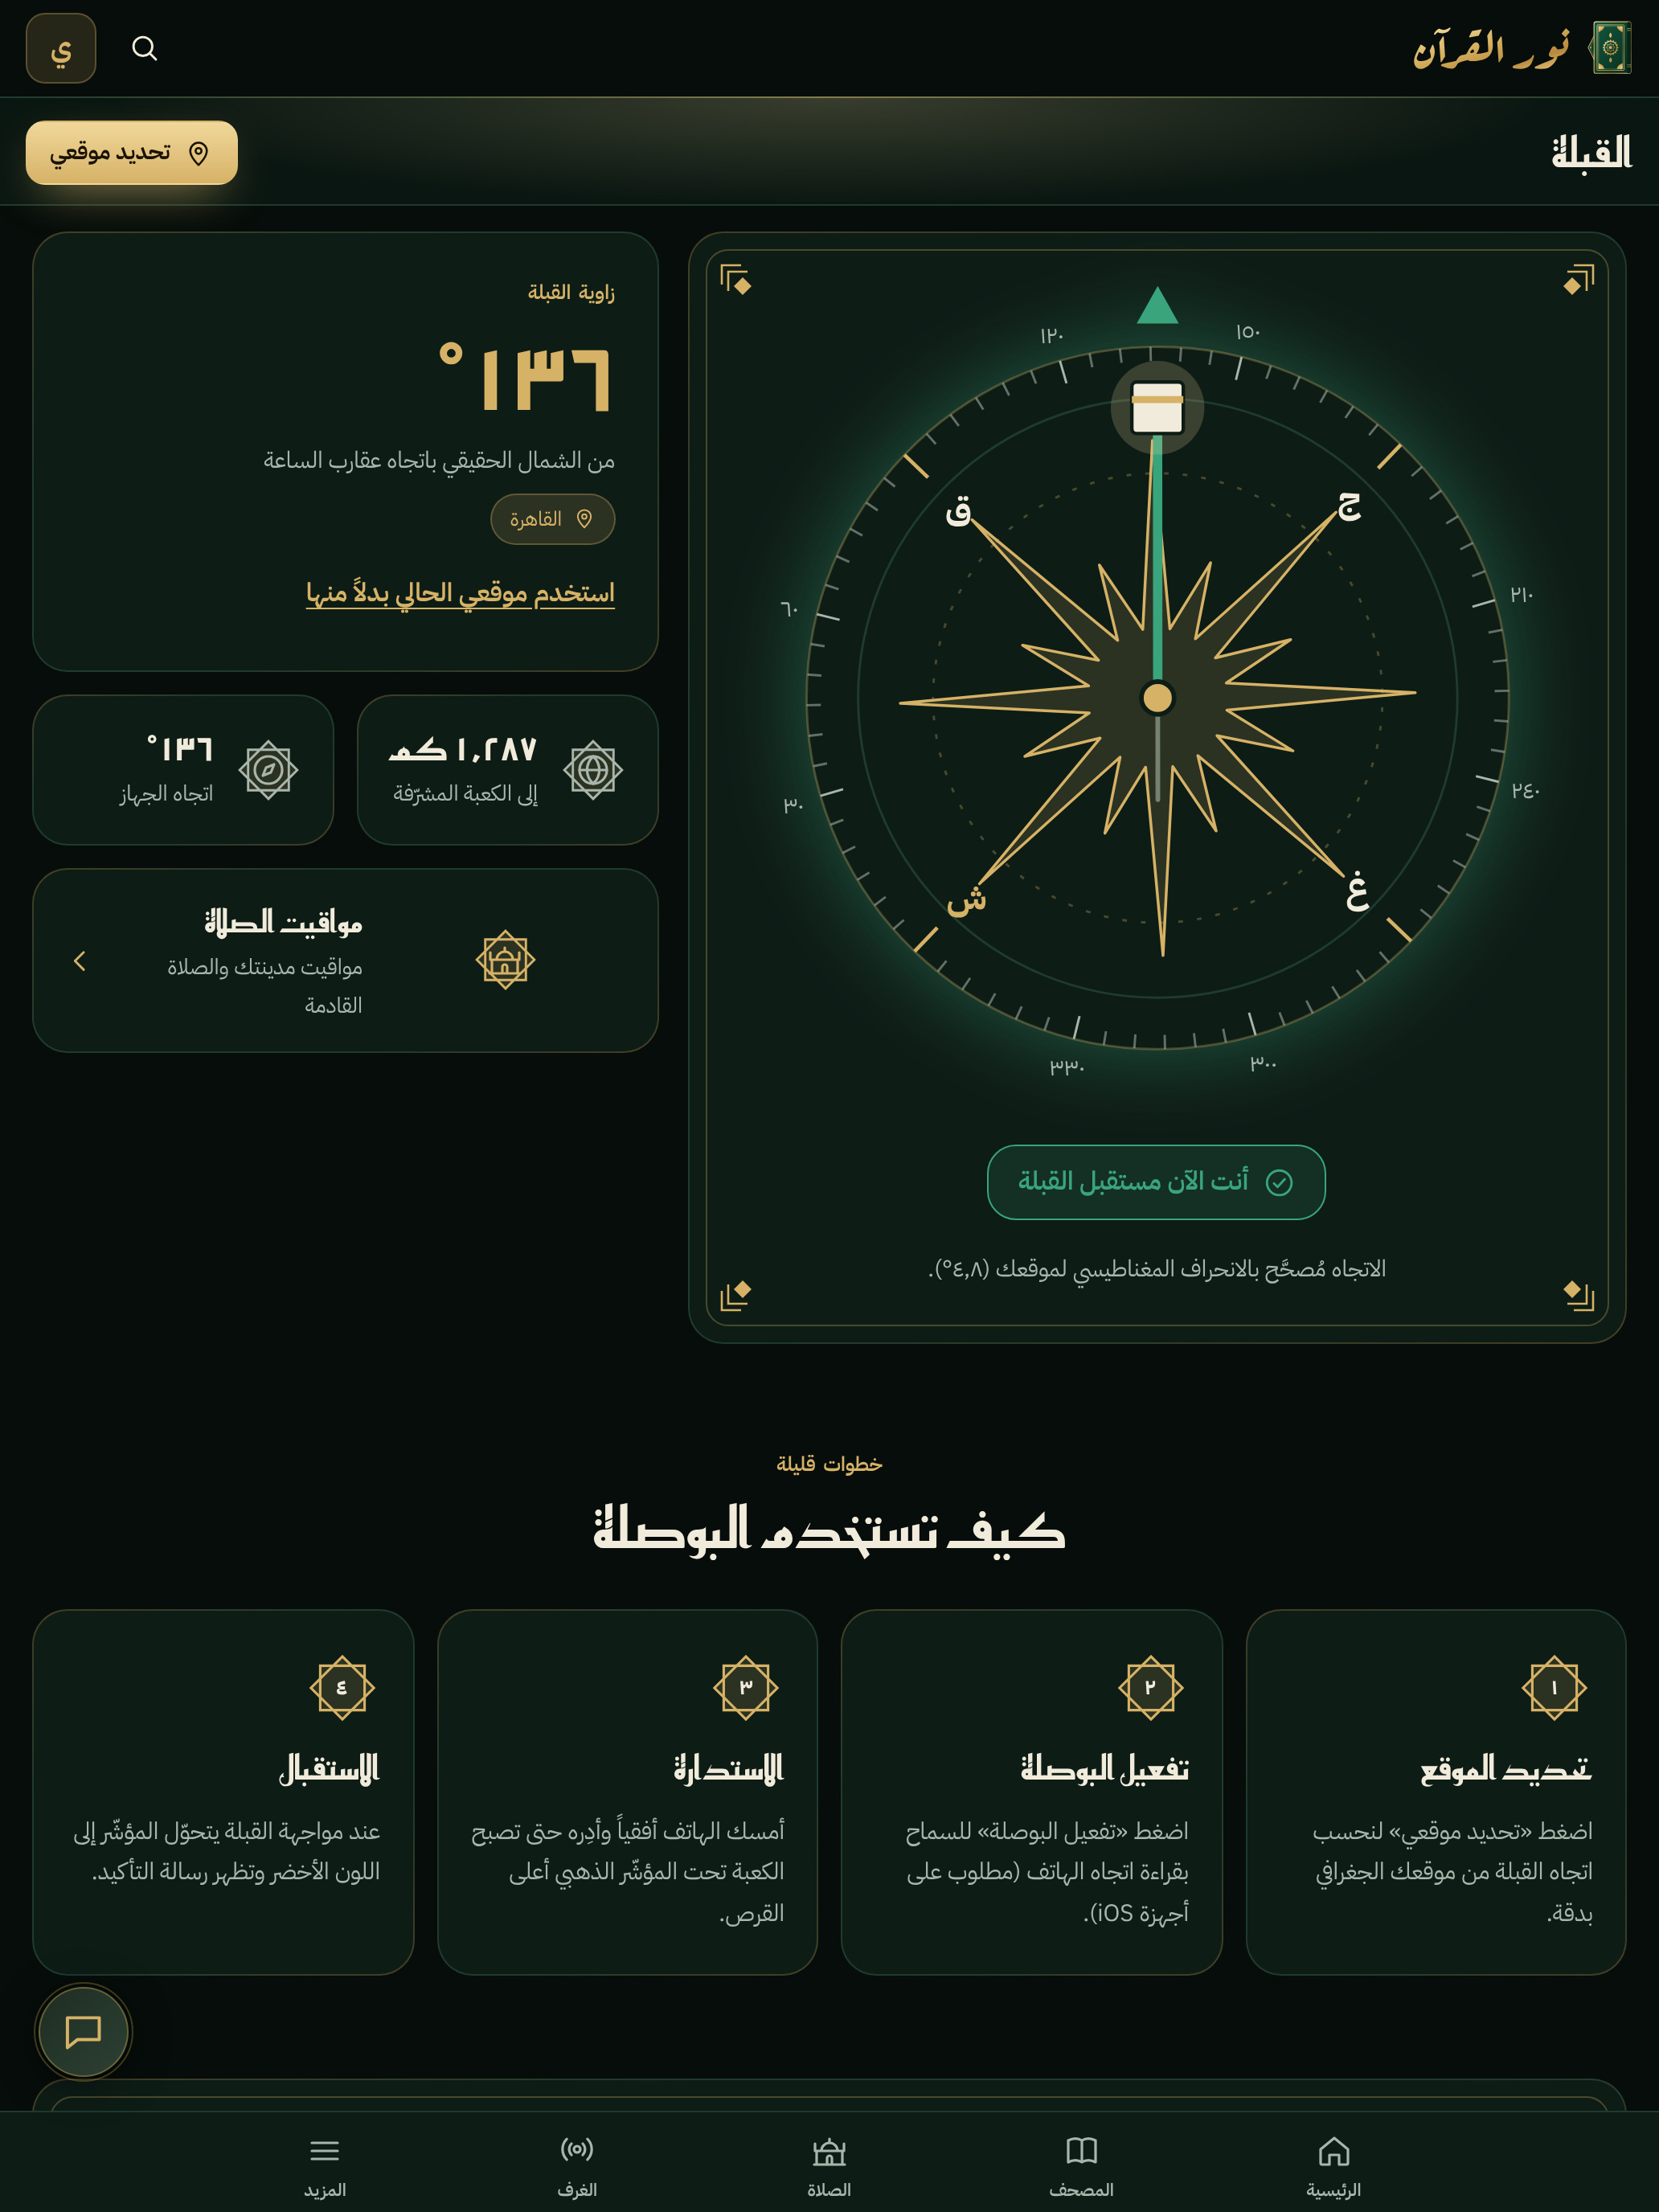 نور القرآن
ي
القبلة
تحديد موقعي
١٢٠
١٥٠
ق
ج
٦٠
٢١٠
٣٠
٢٤٠
ش
غ
٣٣٠
٣٠٠
أنت الآن مستقبل القبلة
الاتجاه مُصحَّح بالانحراف المغناطيسي لموقعك (٤٫٨°).
زاوية القبلة
١٣٦°
من الشمال الحقيقي باتجاه عقارب الساعة
القاهرة
استخدم موقعي الحالي بدلاً منها
١٬٢٨٧ كم
إلى الكعبة المشرّفة
١٣٦°
اتجاه الجهاز
مواقيت الصلاة
مواقيت مدينتك والصلاة
القادمة
خطوات قليلة
كيف تستخدم البوصلة
١
تحديد الموقع
اضغط «تحديد موقعي» لنحسب
اتجاه القبلة من موقعك الجغرافي
بدقة.
٢
تفعيل البوصلة
اضغط «تفعيل البوصلة» للسماح
بقراءة اتجاه الهاتف (مطلوب على
أجهزة iOS).
٣
الاستدارة
أمسك الهاتف أفقياً وأدِره حتى تصبح
الكعبة تحت المؤشّر الذهبي أعلى
القرص.
٤
الاستقبال
عند مواجهة القبلة يتحوّل المؤشّر إلى
اللون الأخضر وتظهر رسالة التأكيد.
الرئيسية
المصحف
الصلاة
الغرف
المزيد